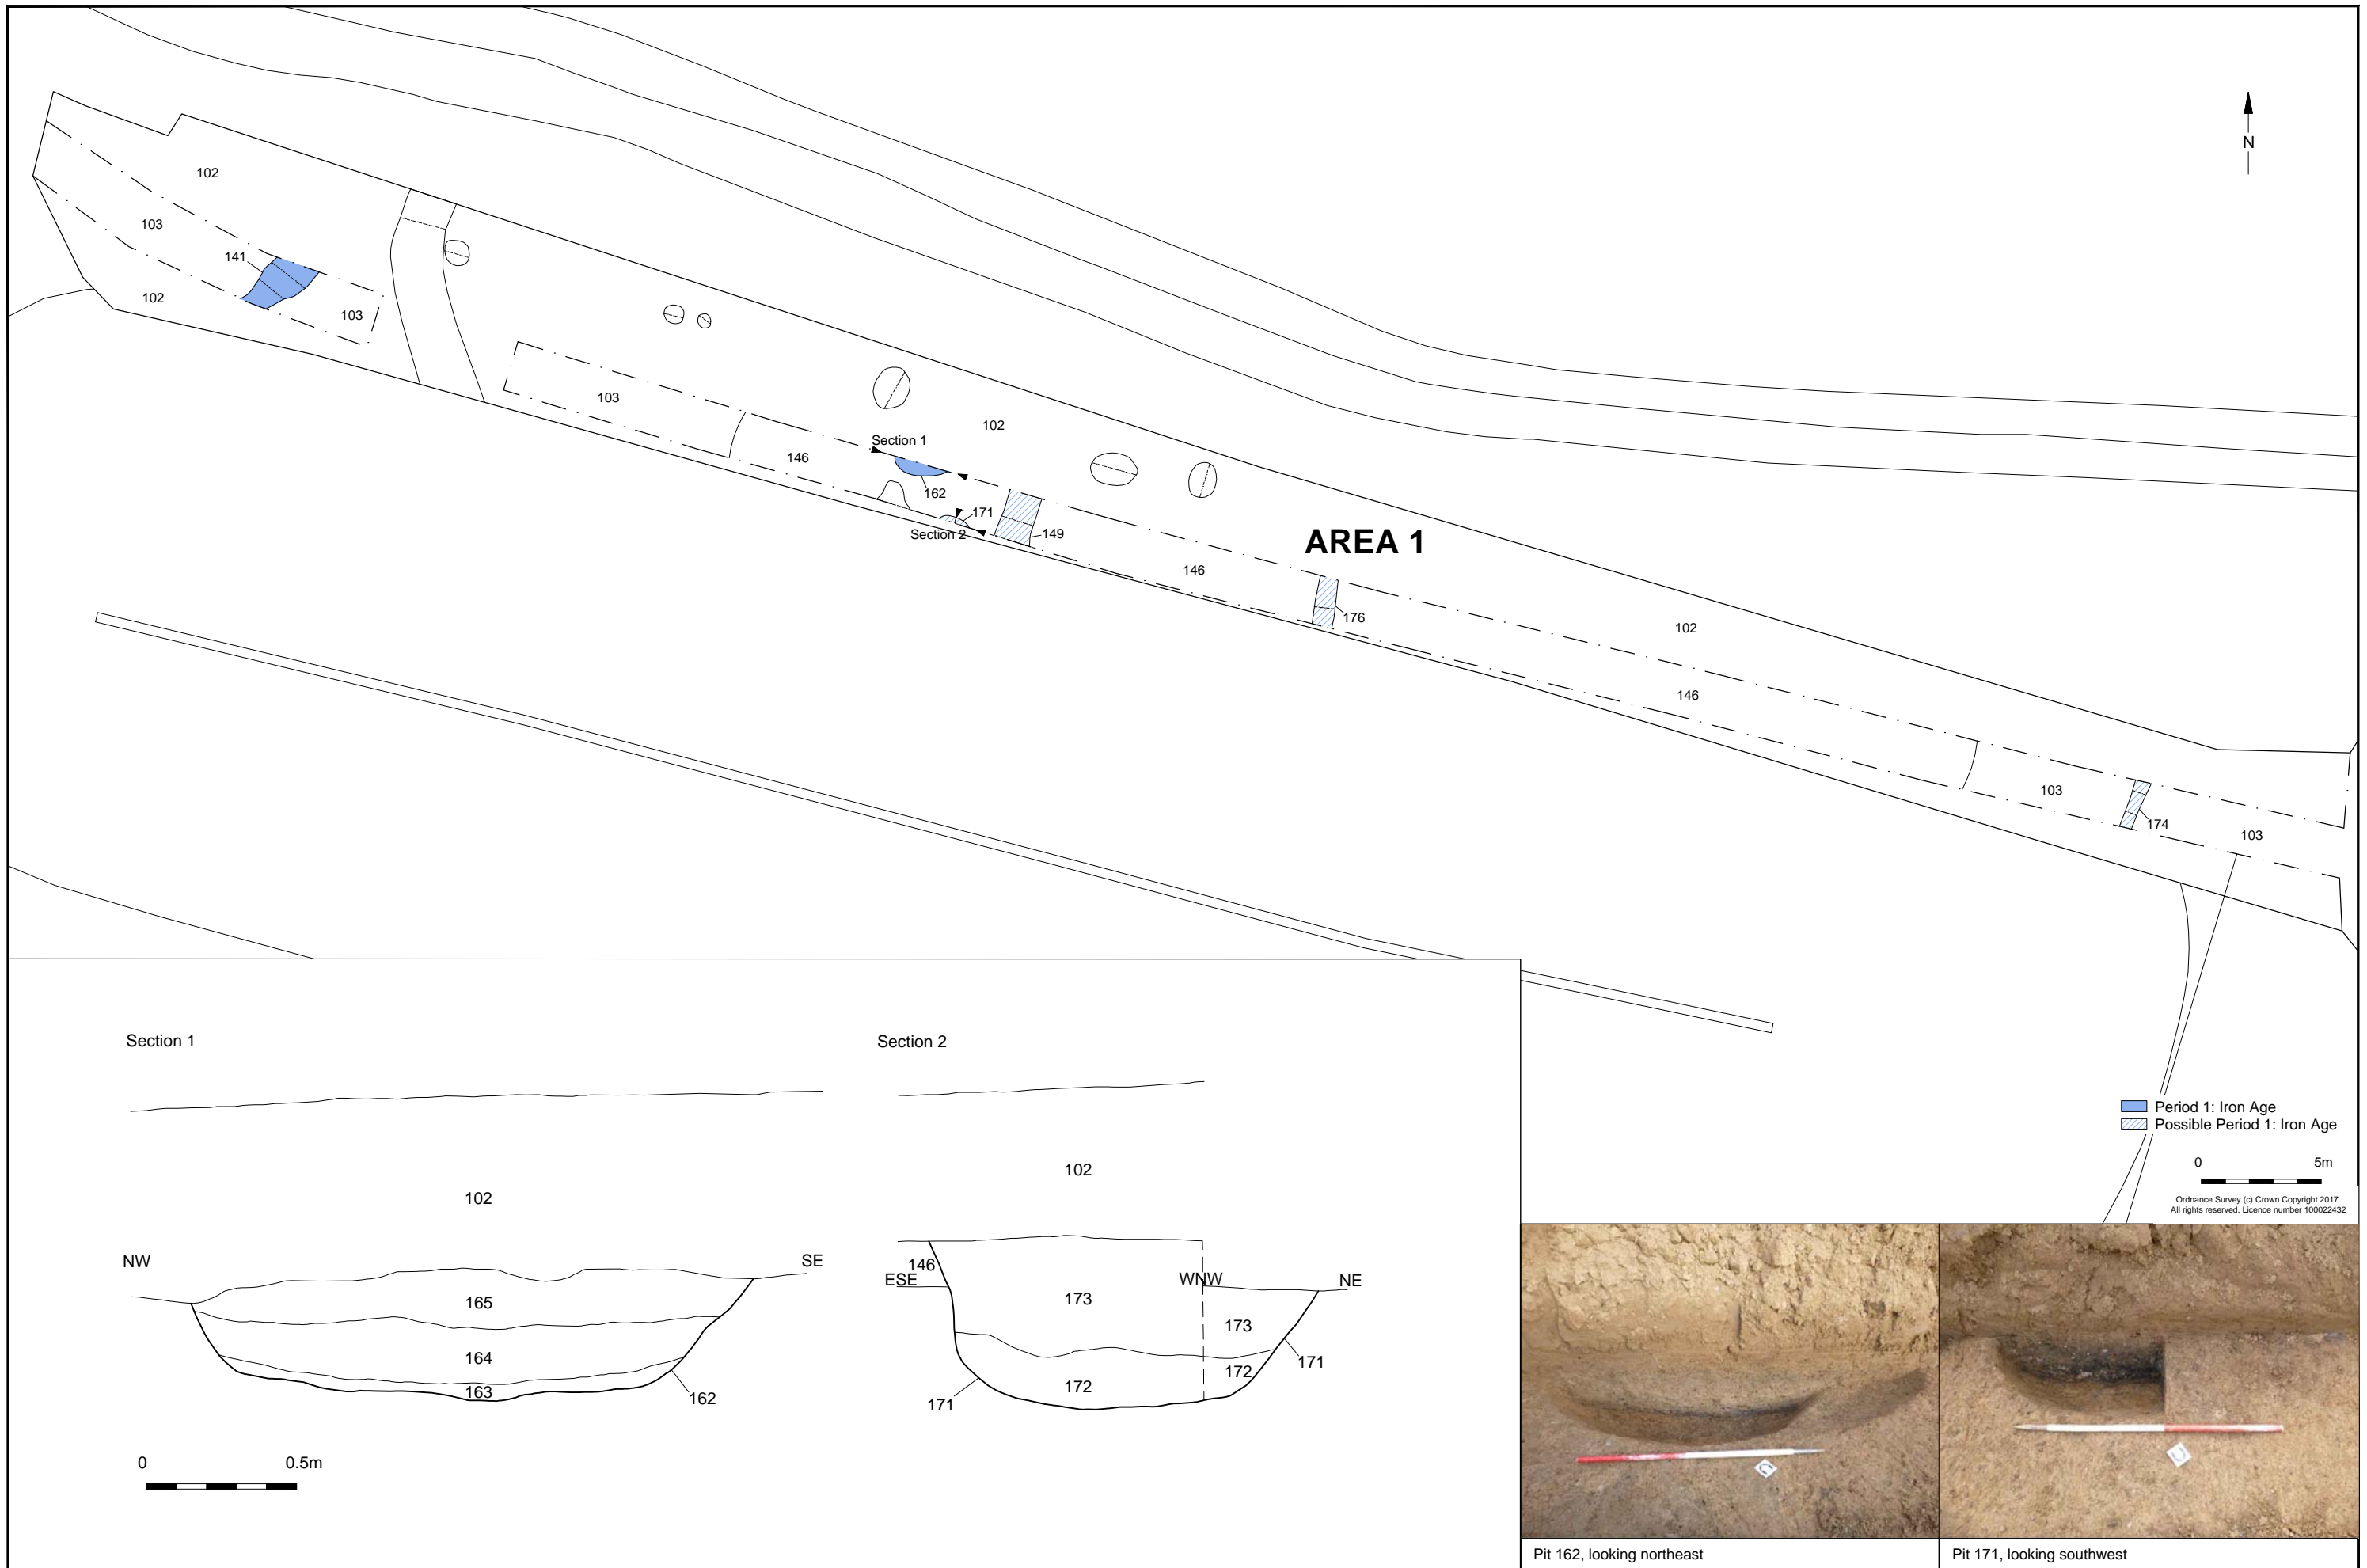 N
102
103
141
102
103
103
102
Section 1
146
162
171
Section 2
149
AREA 1
146
176
102
146
103
174
103
Section 1
Section 2
102
102
NW
SE
165
164
163
162
146
ESE
WNW
NE
173
173
172
172
171
171
0 0.5m
Period 1: Iron Age
Possible Period 1: Iron Age
0 5m
Ordnance Survey (c) Crown Copyright 2017.
All rights reserved. Licence number 100022432
Pit 162, looking northeast
Pit 171, looking southwest